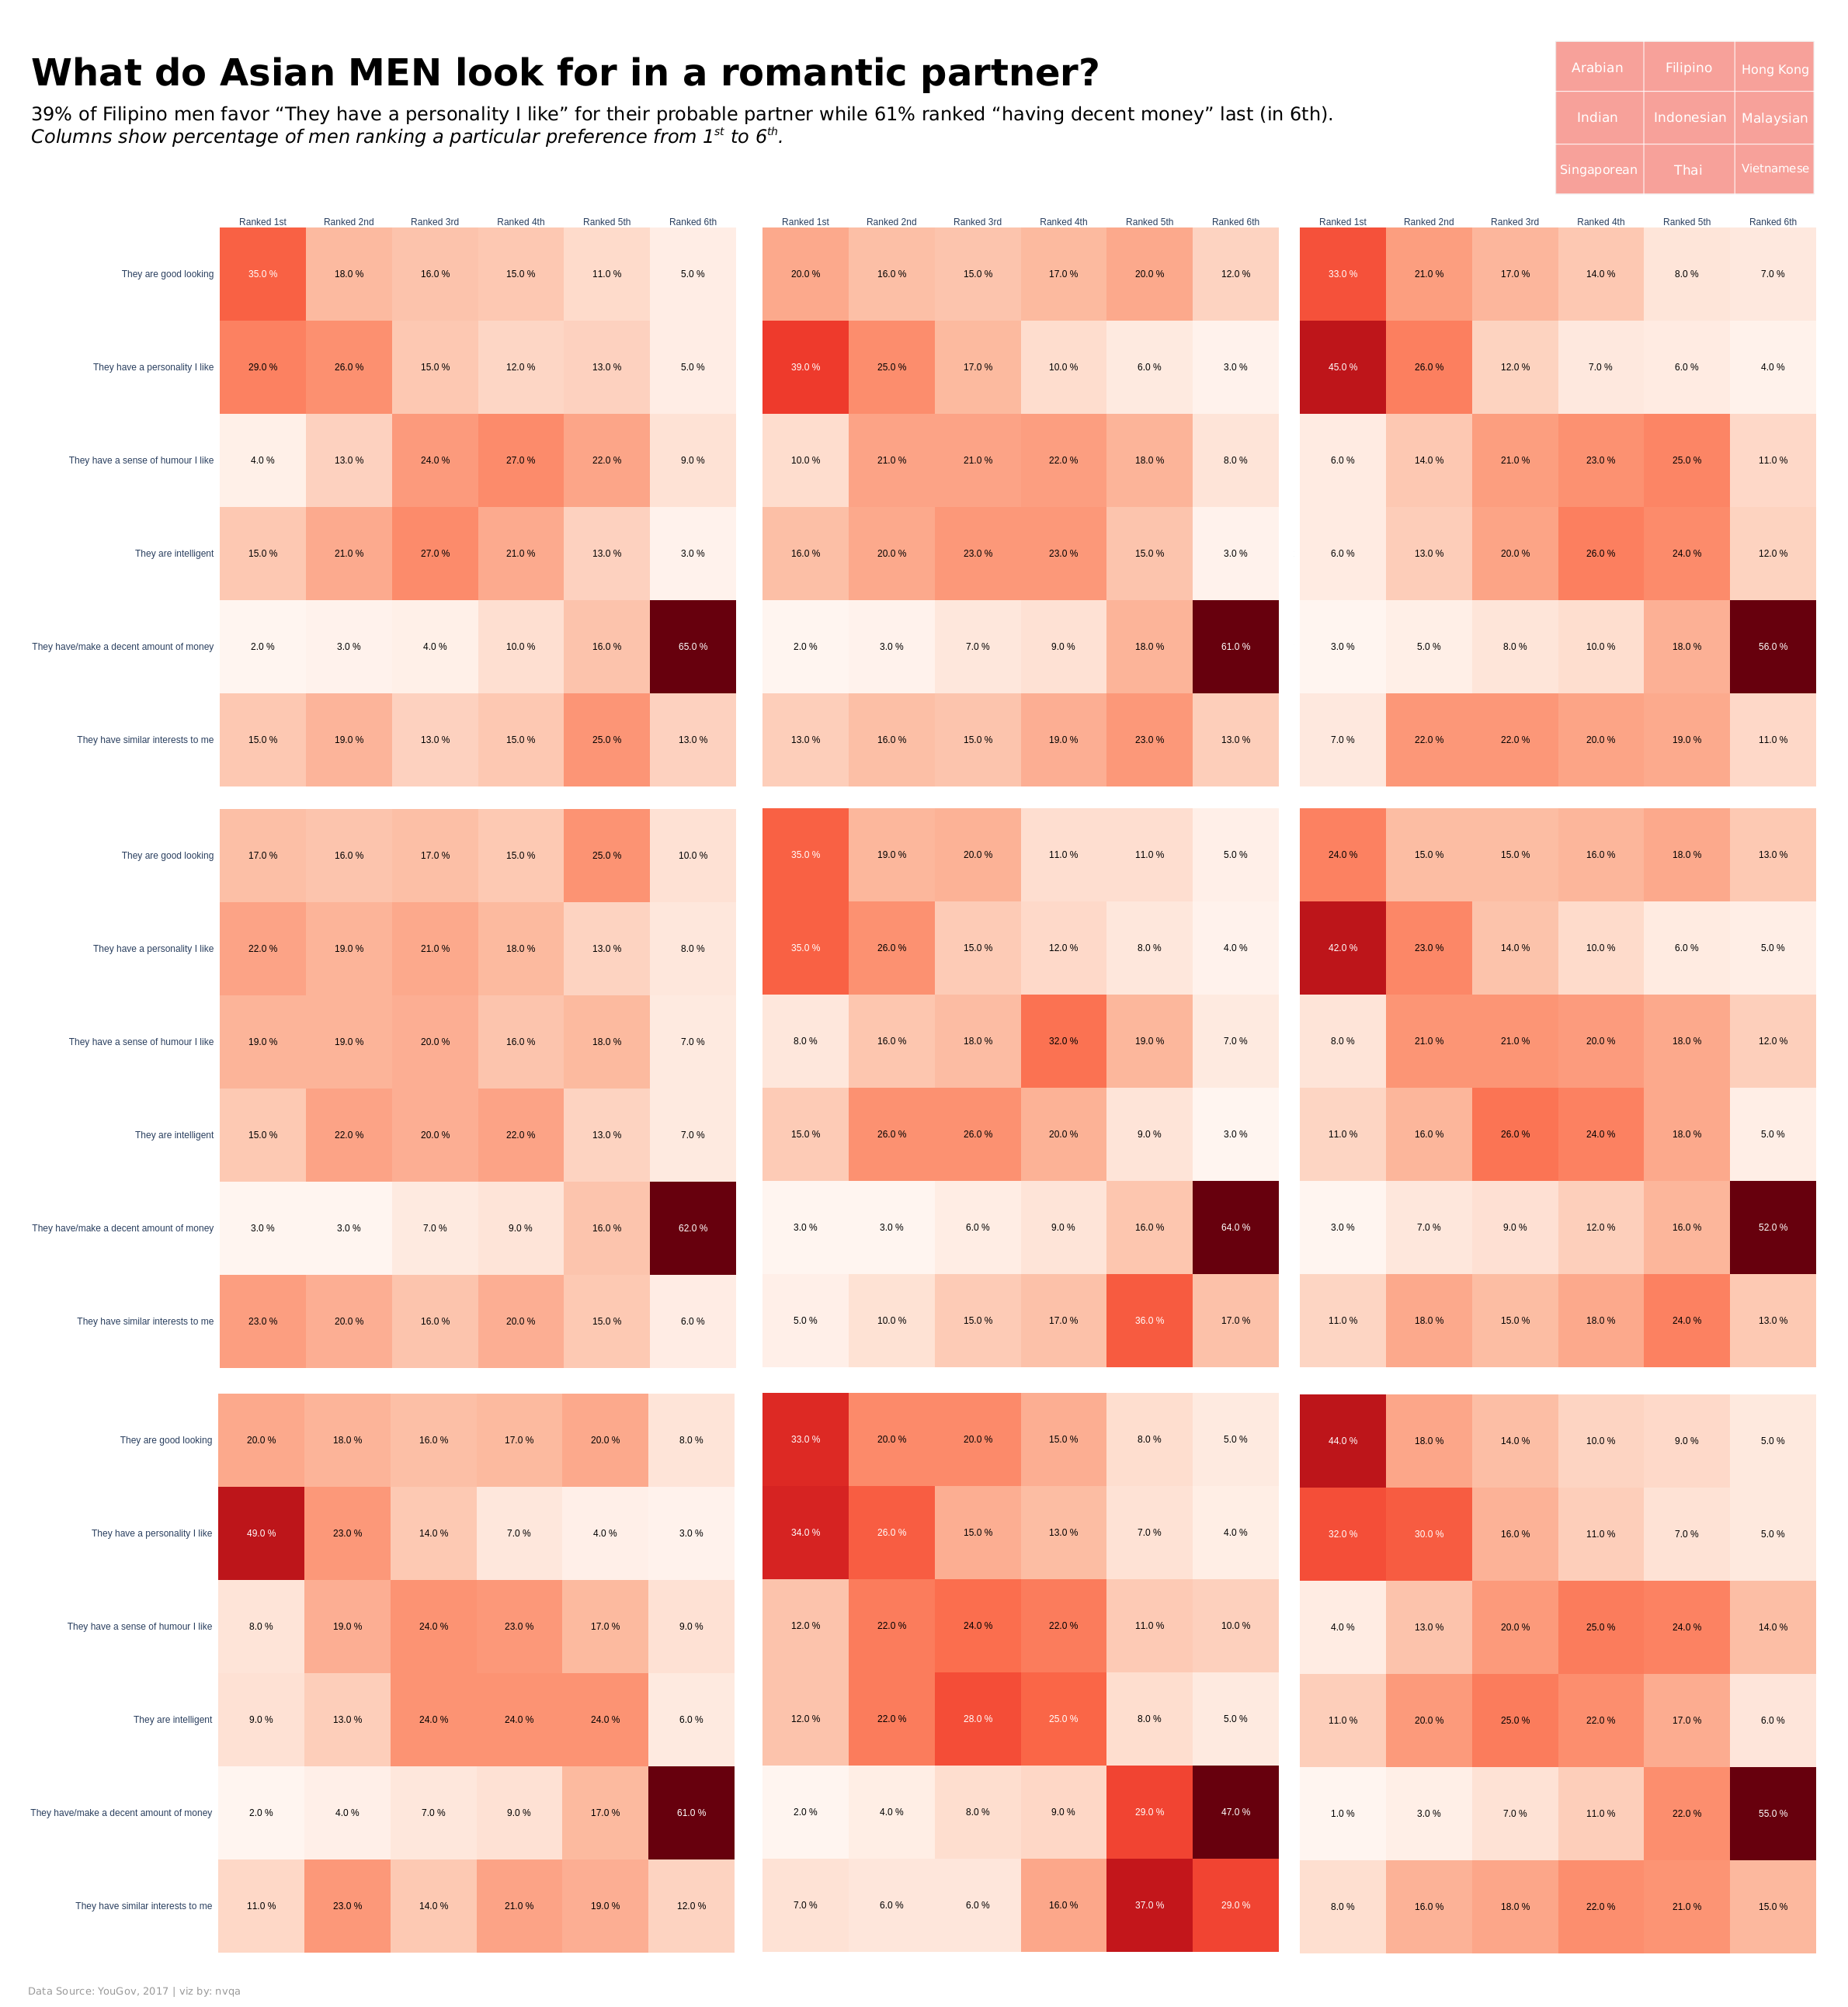 What do Asian MEN look for in a romantic partner?
39% of Filipino men favor “They have a personality I like” for their probable partner while 61% ranked “having decent money” last (in 6th).
Columns show percentage of men ranking a particular preference from 1st to 6th.
Arabian Filipino Hong Kong
Indian Indonesian Malaysian
Singaporean Thai Vietnamese
Ranked 1st Ranked 2nd Ranked 3rd Ranked 4th Ranked 5th Ranked 6th Ranked 1st Ranked 2nd Ranked 3rd Ranked 4th Ranked 5th Ranked 6th Ranked 1st Ranked 2nd Ranked 3rd Ranked 4th Ranked 5th Ranked 6th
They are good looking 35.0 % 18.0 % 16.0 % 15.0 % 11.0 % 5.0 % 20.0 % 16.0 % 15.0 % 17.0 % 20.0 % 12.0 % 33.0 % 21.0 % 17.0 % 14.0 % 8.0 % 7.0 %
They have a personality I like 29.0 % 26.0 % 15.0 % 12.0 % 13.0 % 5.0 % 39.0 % 25.0 % 17.0 % 10.0 % 6.0 % 3.0 % 45.0 % 26.0 % 12.0 % 7.0 % 6.0 % 4.0 %
They have a sense of humour I like 4.0 % 13.0 % 24.0 % 27.0 % 22.0 % 9.0 % 10.0 % 21.0 % 21.0 % 22.0 % 18.0 % 8.0 % 6.0 % 14.0 % 21.0 % 23.0 % 25.0 % 11.0 %
They are intelligent 15.0 % 21.0 % 27.0 % 21.0 % 13.0 % 3.0 % 16.0 % 20.0 % 23.0 % 23.0 % 15.0 % 3.0 % 6.0 % 13.0 % 20.0 % 26.0 % 24.0 % 12.0 %
They have/make a decent amount of money 2.0 % 3.0 % 4.0 % 10.0 % 16.0 % 65.0 % 2.0 % 3.0 % 7.0 % 9.0 % 18.0 % 61.0 % 3.0 % 5.0 % 8.0 % 10.0 % 18.0 % 56.0 %
They have similar interests to me 15.0 % 19.0 % 13.0 % 15.0 % 25.0 % 13.0 % 13.0 % 16.0 % 15.0 % 19.0 % 23.0 % 13.0 % 7.0 % 22.0 % 22.0 % 20.0 % 19.0 % 11.0 %
They are good looking 17.0 % 16.0 % 17.0 % 15.0 % 25.0 % 10.0 % 35.0 % 19.0 % 20.0 % 11.0 % 11.0 % 5.0 % 24.0 % 15.0 % 15.0 % 16.0 % 18.0 % 13.0 %
They have a personality I like 22.0 % 19.0 % 21.0 % 18.0 % 13.0 % 8.0 % 35.0 % 26.0 % 15.0 % 12.0 % 8.0 % 4.0 % 42.0 % 23.0 % 14.0 % 10.0 % 6.0 % 5.0 %
They have a sense of humour I like 19.0 % 19.0 % 20.0 % 16.0 % 18.0 % 7.0 % 8.0 % 16.0 % 18.0 % 32.0 % 19.0 % 7.0 % 8.0 % 21.0 % 21.0 % 20.0 % 18.0 % 12.0 %
They are intelligent 15.0 % 22.0 % 20.0 % 22.0 % 13.0 % 7.0 % 15.0 % 26.0 % 26.0 % 20.0 % 9.0 % 3.0 % 11.0 % 16.0 % 26.0 % 24.0 % 18.0 % 5.0 %
They have/make a decent amount of money 3.0 % 3.0 % 7.0 % 9.0 % 16.0 % 62.0 % 3.0 % 3.0 % 6.0 % 9.0 % 16.0 % 64.0 % 3.0 % 7.0 % 9.0 % 12.0 % 16.0 % 52.0 %
They have similar interests to me 23.0 % 20.0 % 16.0 % 20.0 % 15.0 % 6.0 % 5.0 % 10.0 % 15.0 % 17.0 % 36.0 % 17.0 % 11.0 % 18.0 % 15.0 % 18.0 % 24.0 % 13.0 %
They are good looking 20.0 % 18.0 % 16.0 % 17.0 % 20.0 % 8.0 % 33.0 % 20.0 % 20.0 % 15.0 % 8.0 % 5.0 % 44.0 % 18.0 % 14.0 % 10.0 % 9.0 % 5.0 %
They have a personality I like 49.0 % 23.0 % 14.0 % 7.0 % 4.0 % 3.0 % 34.0 % 26.0 % 15.0 % 13.0 % 7.0 % 4.0 % 32.0 % 30.0 % 16.0 % 11.0 % 7.0 % 5.0 %
They have a sense of humour I like 8.0 % 19.0 % 24.0 % 23.0 % 17.0 % 9.0 % 12.0 % 22.0 % 24.0 % 22.0 % 11.0 % 10.0 % 4.0 % 13.0 % 20.0 % 25.0 % 24.0 % 14.0 %
They are intelligent 9.0 % 13.0 % 24.0 % 24.0 % 24.0 % 6.0 % 12.0 % 22.0 % 28.0 % 25.0 % 8.0 % 5.0 % 11.0 % 20.0 % 25.0 % 22.0 % 17.0 % 6.0 %
They have/make a decent amount of money 2.0 % 4.0 % 7.0 % 9.0 % 17.0 % 61.0 % 2.0 % 4.0 % 8.0 % 9.0 % 29.0 % 47.0 % 1.0 % 3.0 % 7.0 % 11.0 % 22.0 % 55.0 %
They have similar interests to me 11.0 % 23.0 % 14.0 % 21.0 % 19.0 % 12.0 % 7.0 % 6.0 % 6.0 % 16.0 % 37.0 % 29.0 % 8.0 % 16.0 % 18.0 % 22.0 % 21.0 % 15.0 %
Data Source: YouGov, 2017 | viz by: nvqa